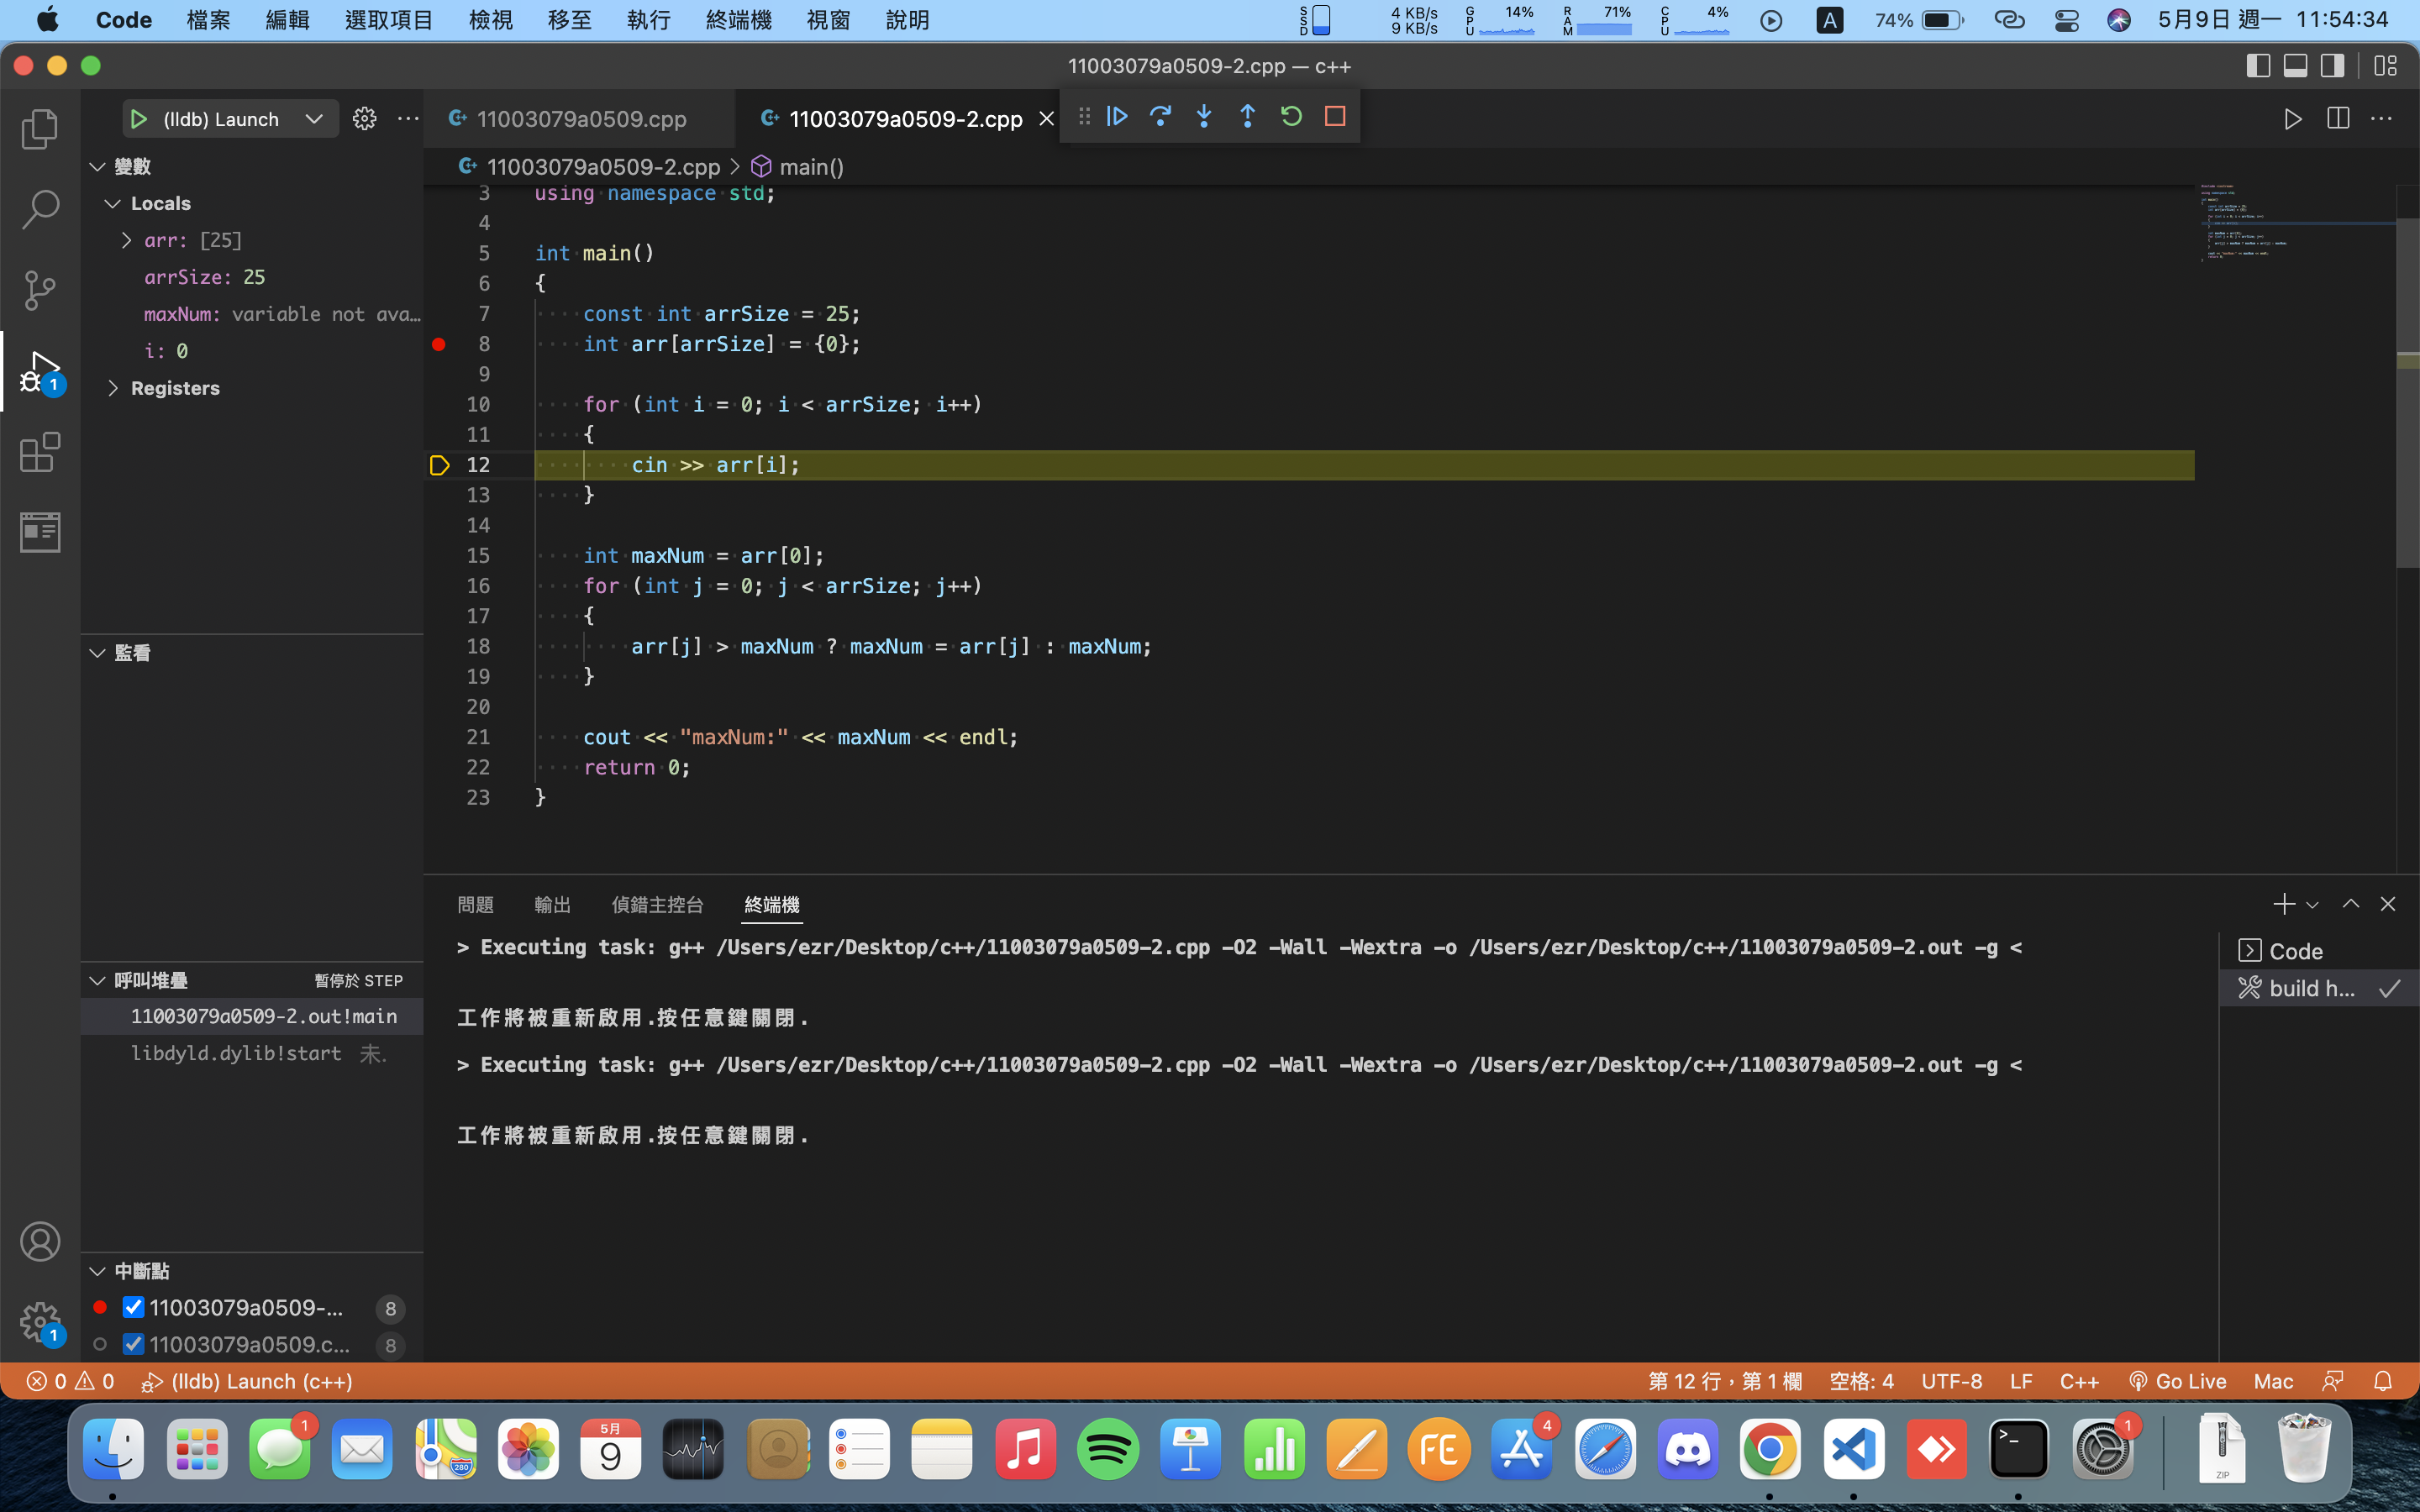 Code 檔案 編輯 選取項目 檢視 移至 執行 終端機 視窗 說明 SSD 4 KB/s 9 KB/s GPU 14% RAM 71% CPU 4% A 74% 5月9日 週一 11:54:34
11003079a0509-2.cpp — c++
(lldb) Launch
11003079a0509.cpp 11003079a0509-2.cpp
11003079a0509-2.cpp > main()
變數
Locals
arr: [25]
arrSize: 25
maxNum: variable not ava…
i: 0
Registers
監看
呼叫堆疊 暫停於 STEP
11003079a0509-2.out!main
libdyld.dylib!start 未.
中斷點
11003079a0509-... 8
11003079a0509.c... 8
3 using namespace std;
4
5 int main()
6 {
7 const int arrSize = 25;
8 int arr[arrSize] = {0};
9
10 for (int i = 0; i < arrSize; i++)
11 {
12 cin >> arr[i];
13 }
14
15 int maxNum = arr[0];
16 for (int j = 0; j < arrSize; j++)
17 {
18 arr[j] > maxNum ? maxNum = arr[j] : maxNum;
19 }
20
21 cout << "maxNum:" << maxNum << endl;
22 return 0;
23 }
問題 輸出 偵錯主控台 終端機
> Executing task: g++ /Users/ezr/Desktop/c++/11003079a0509-2.cpp -O2 -Wall -Wextra -o /Users/ezr/Desktop/c++/11003079a0509-2.out -g <
工作將被重新啟用.按任意鍵關閉.
> Executing task: g++ /Users/ezr/Desktop/c++/11003079a0509-2.cpp -O2 -Wall -Wextra -o /Users/ezr/Desktop/c++/11003079a0509-2.out -g <
工作將被重新啟用.按任意鍵關閉.
Code
build h...
1
1
0 0 (lldb) Launch (c++) 第 12 行，第 1 欄 空格: 4 UTF-8 LF C++ Go Live Mac
1 280 5月 9 FE 4 >_ 1 ZIP